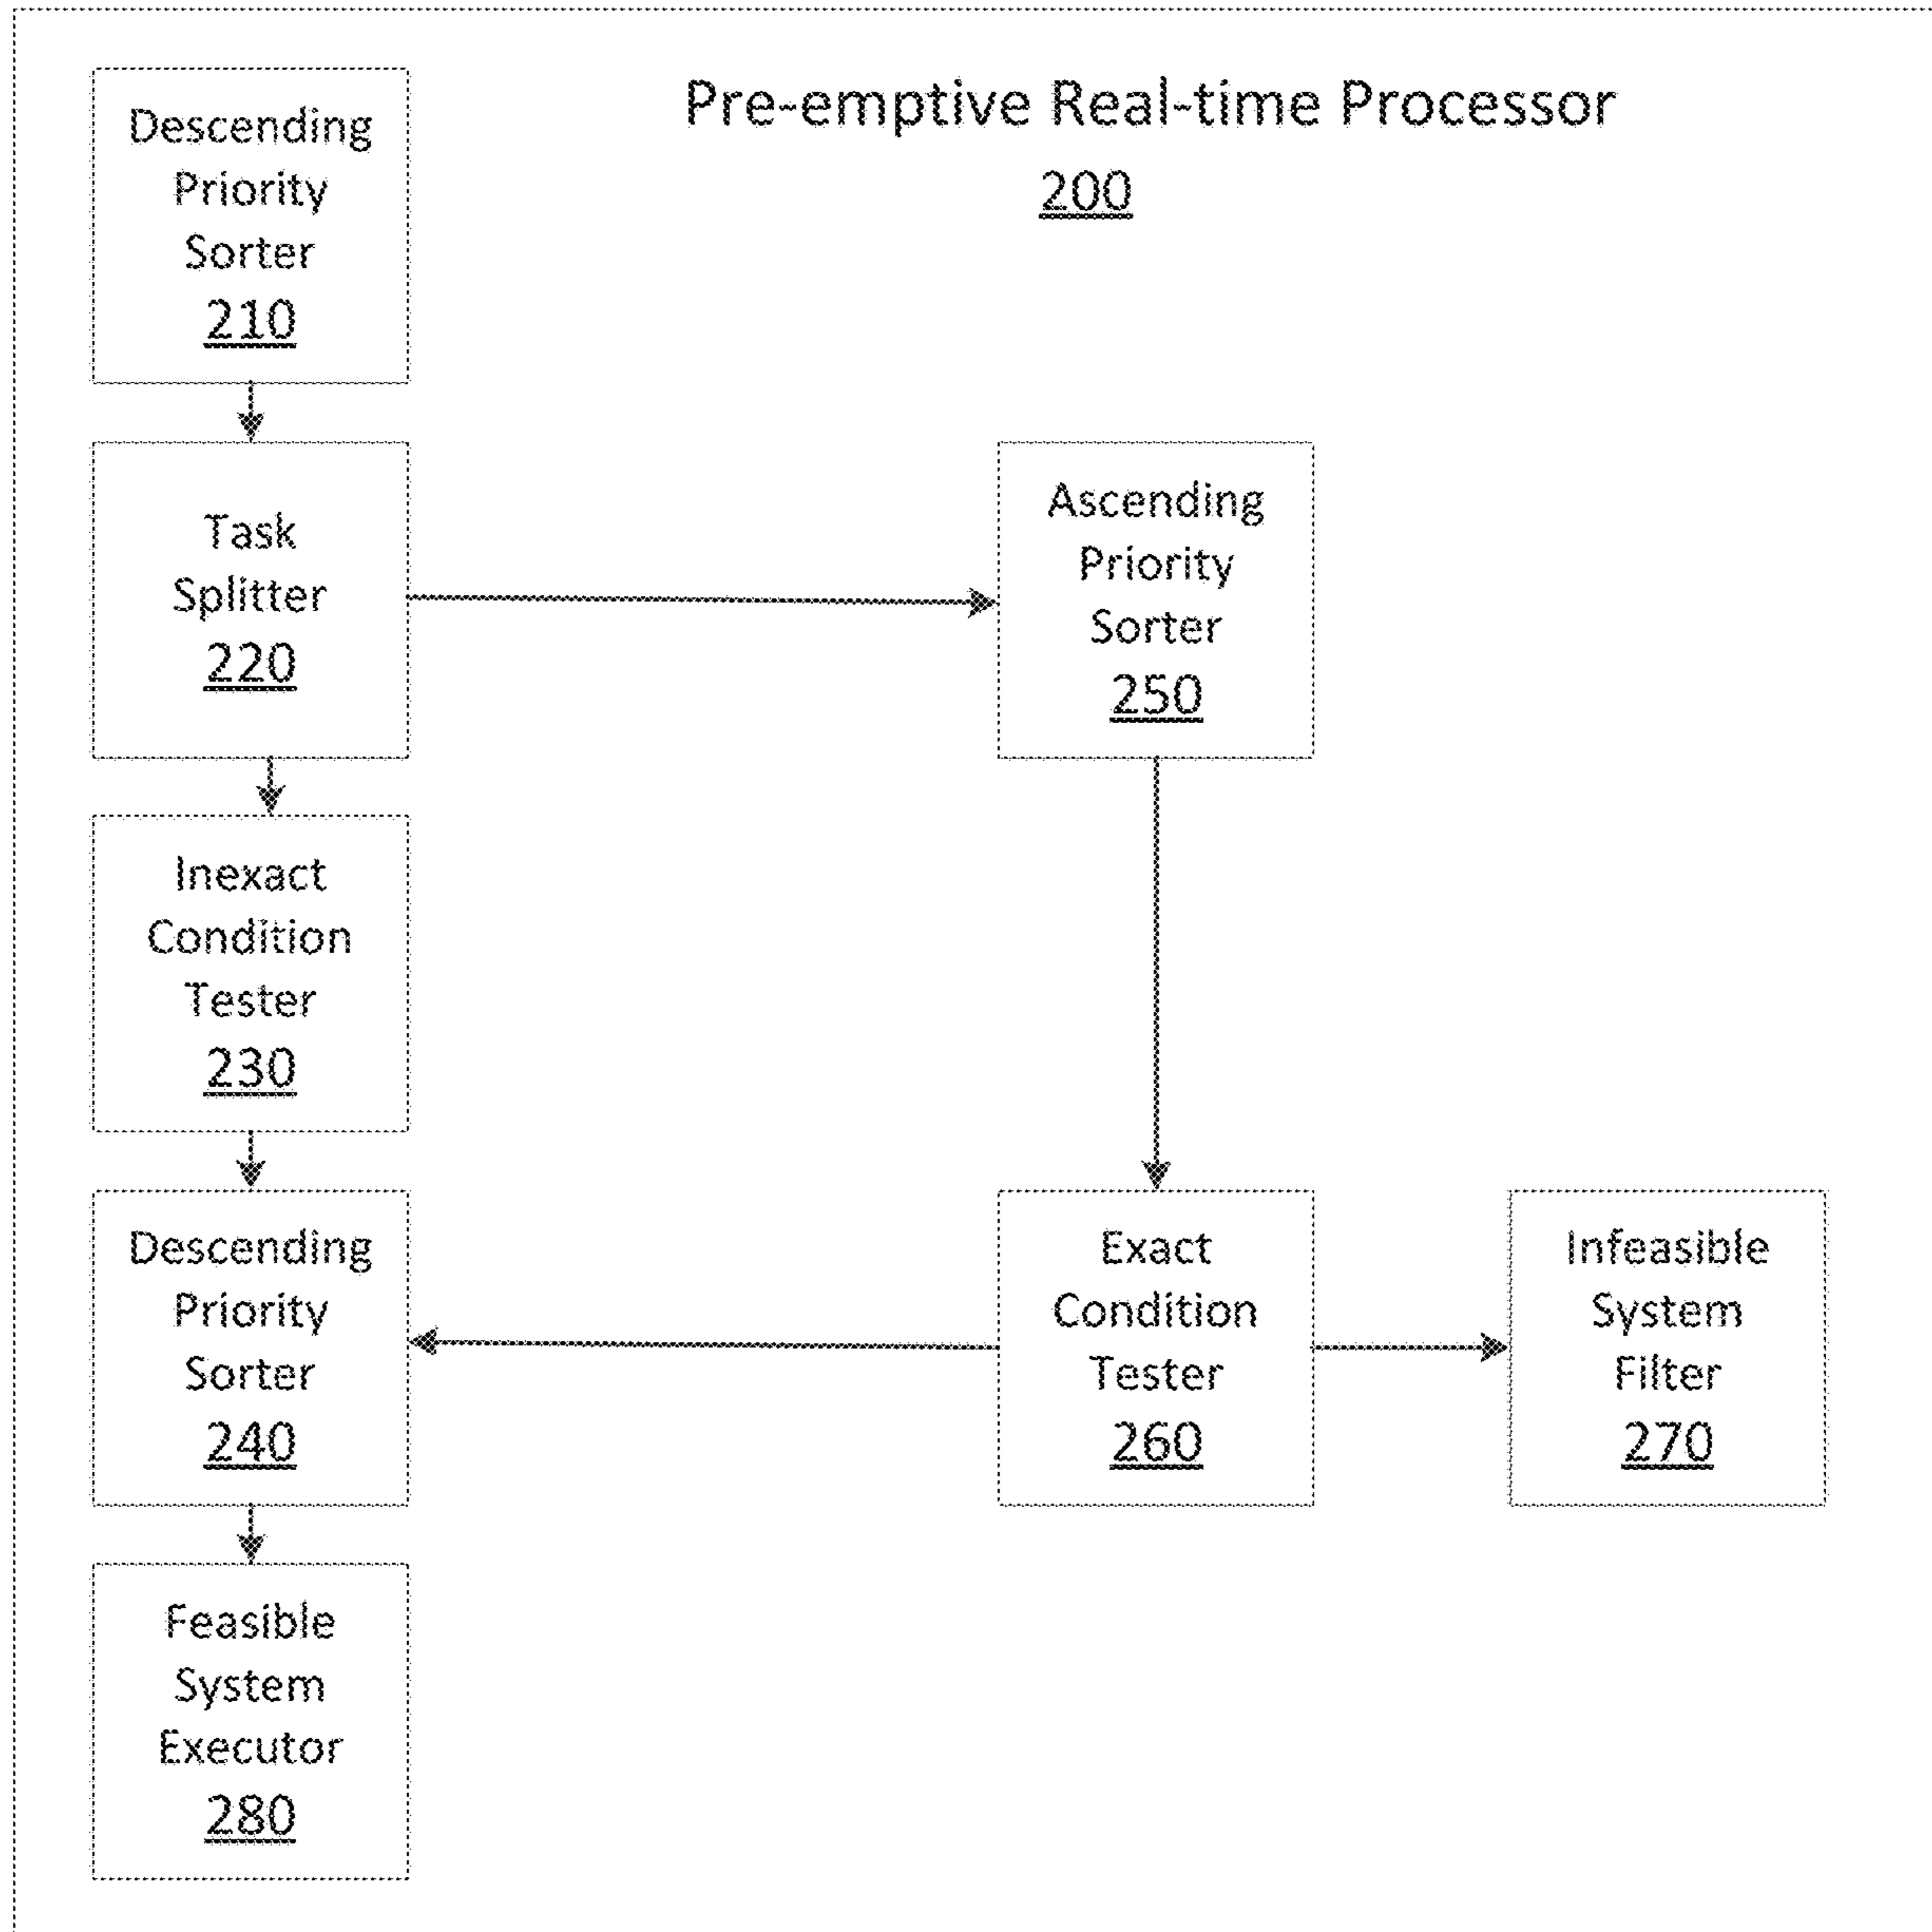 Pre-emptive Real-time Processor
200
Descending
Priority
Sorter
210
Task
Splitter
220
Ascending
Priority
Sorter
250
Inexact
Condition
Tester
230
Descending
Priority
Sorter
240
Exact
Condition
Tester
260
Infeasible
System
Filter
270
Feasible
System
Executor
280